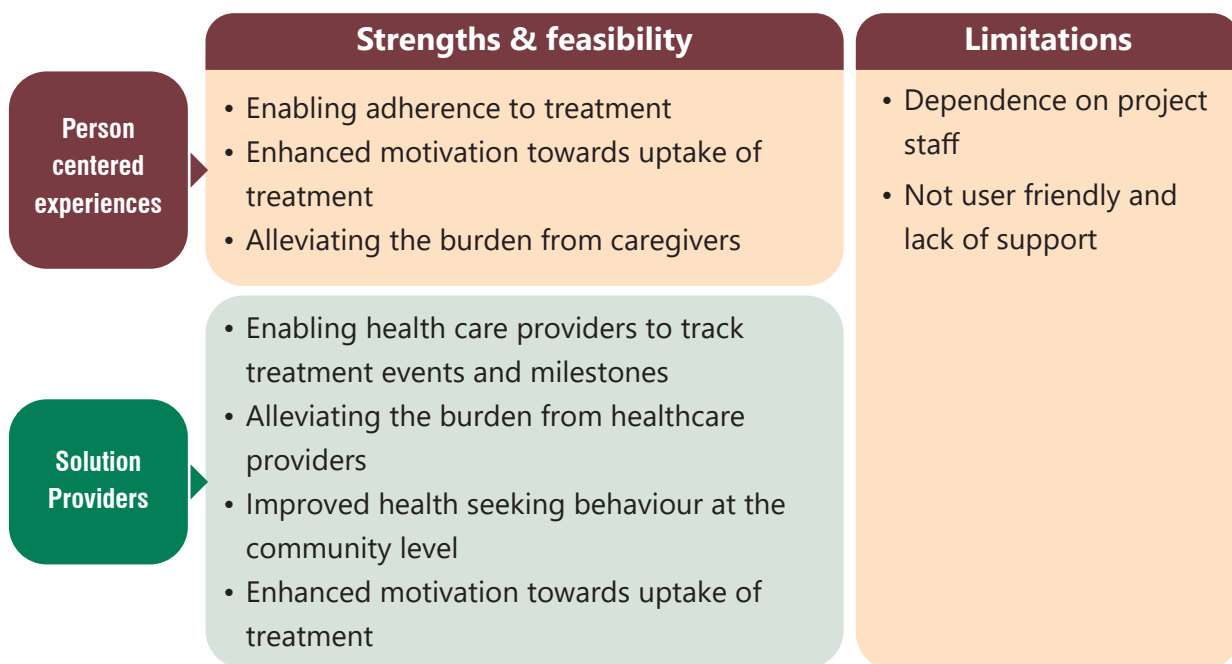 Strengths & feasibility
Limitations
Person
centered
experiences
• Enabling adherence to treatment
• Enhanced motivation towards uptake of
treatment
• Alleviating the burden from caregivers
• Dependence on project
staff
• Not user friendly and
lack of support
Solution
Providers
• Enabling health care providers to track
treatment events and milestones
• Alleviating the burden from healthcare
providers
• Improved health seeking behaviour at the
community level
• Enhanced motivation towards uptake of
treatment